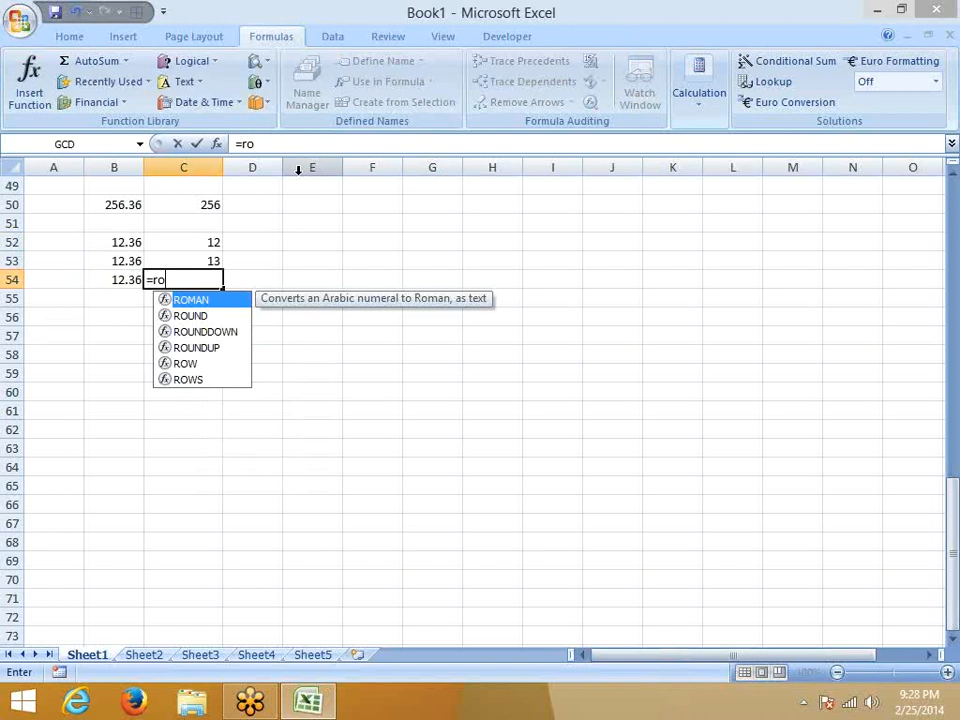 Book1 - Microsoft Excel
Home Insert Page Layout Formulas Data Review View Developer
fx Insert Function
Σ AutoSum
Recently Used
Financial
Logical
Text
Date & Time
Function Library
Name Manager
Define Name
Use in Formula
Create from Selection
Defined Names
Trace Precedents
Trace Dependents
Remove Arrows
Formula Auditing
Watch Window
Calculation
Conditional Sum
Lookup
Euro Conversion
Euro Formatting
Off
Solutions
GCD fx =ro
A B C D E F G H I J K L M N O
49
50 256.36 256
51
52 12.36 12
53 12.36 13
54 12.36 =ro
55
ROMAN Converts an Arabic numeral to Roman, as text
56 ROUND
57 ROUNDDOWN
58 ROUNDUP
ROW
59 ROWS
60
61
62
63
64
65
66
67
68
69
70
71
72
73
Sheet1 Sheet2 Sheet3 Sheet4 Sheet5
Enter 100%
9:28 PM
2/25/2014